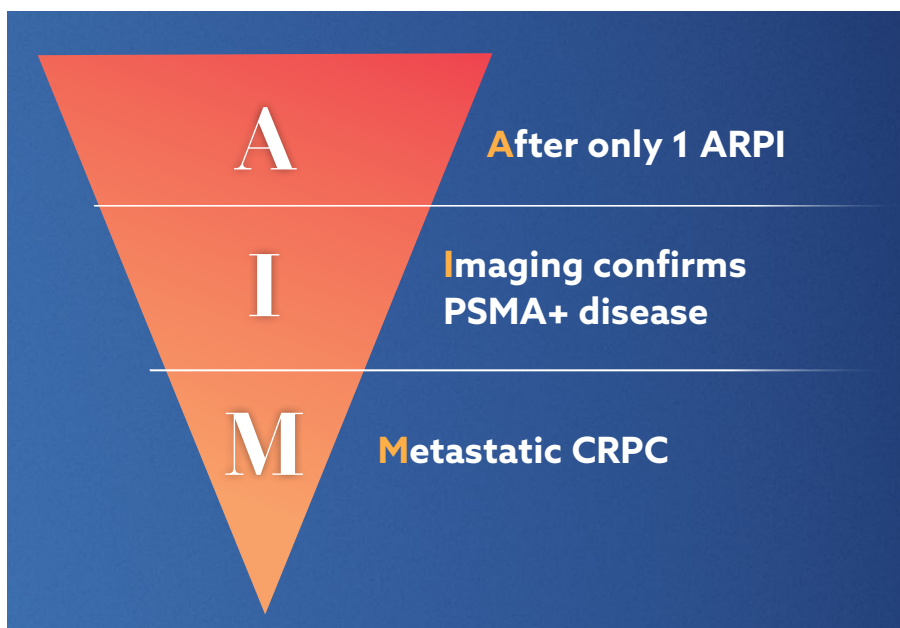 A
After only 1 ARPI
I
Imaging confirms
PSMA+ disease
M
Metastatic CRPC